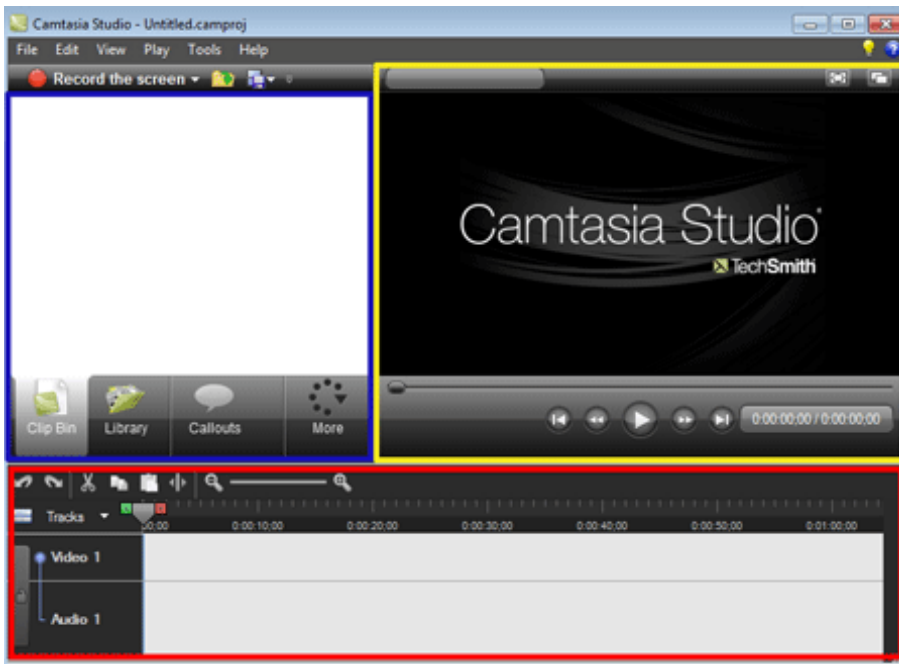 Camtasia Studio - Untitled.camproj
File Edit View Play Tools Help
Record the screen
Camtasia Studio
TechSmith
Clip Bin Library Callouts More
0:00:00;00 / 0:00:00;00
Tracks
00;00 0:00:10;00 0:00:20;00 0:00:30;00 0:00:40;00 0:00:50;00 0:01:00;00
Video 1
Audio 1